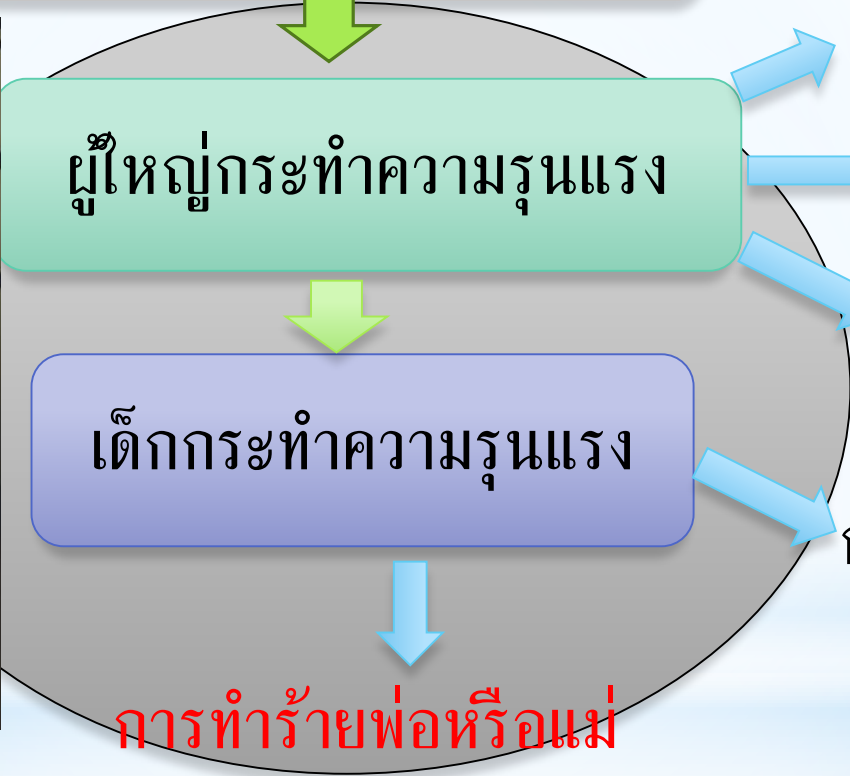 ผู้ใหญ่กระทำความรุนแรง
เด็กกระทำความรุนแรง
การทำร้ายพ่อหรือแม่